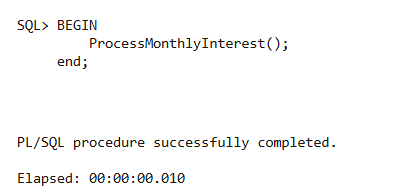 SQL> BEGIN
ProcessMonthlyInterest();
end;
PL/SQL procedure successfully completed.
Elapsed: 00:00:00.010